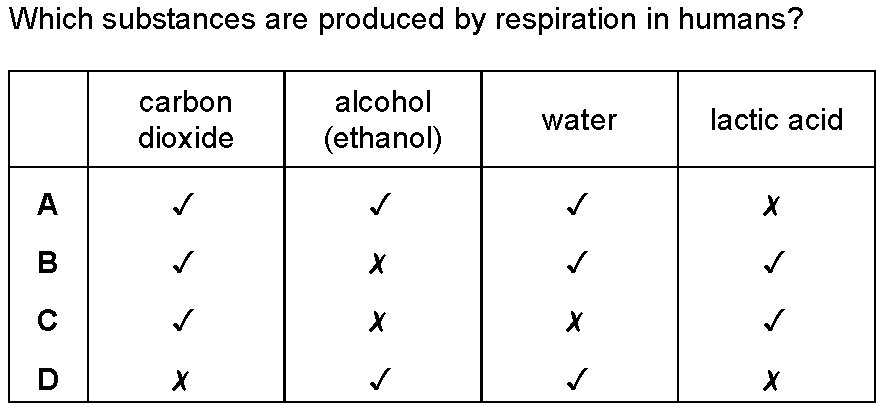 Which substances are produced by respiration in humans?
carbon dioxide | alcohol (ethanol) | water | lactic acid
A ✓ ✓ ✓ ✗
B ✓ ✗ ✓ ✓
C ✓ ✗ ✗ ✓
D ✗ ✓ ✓ ✗